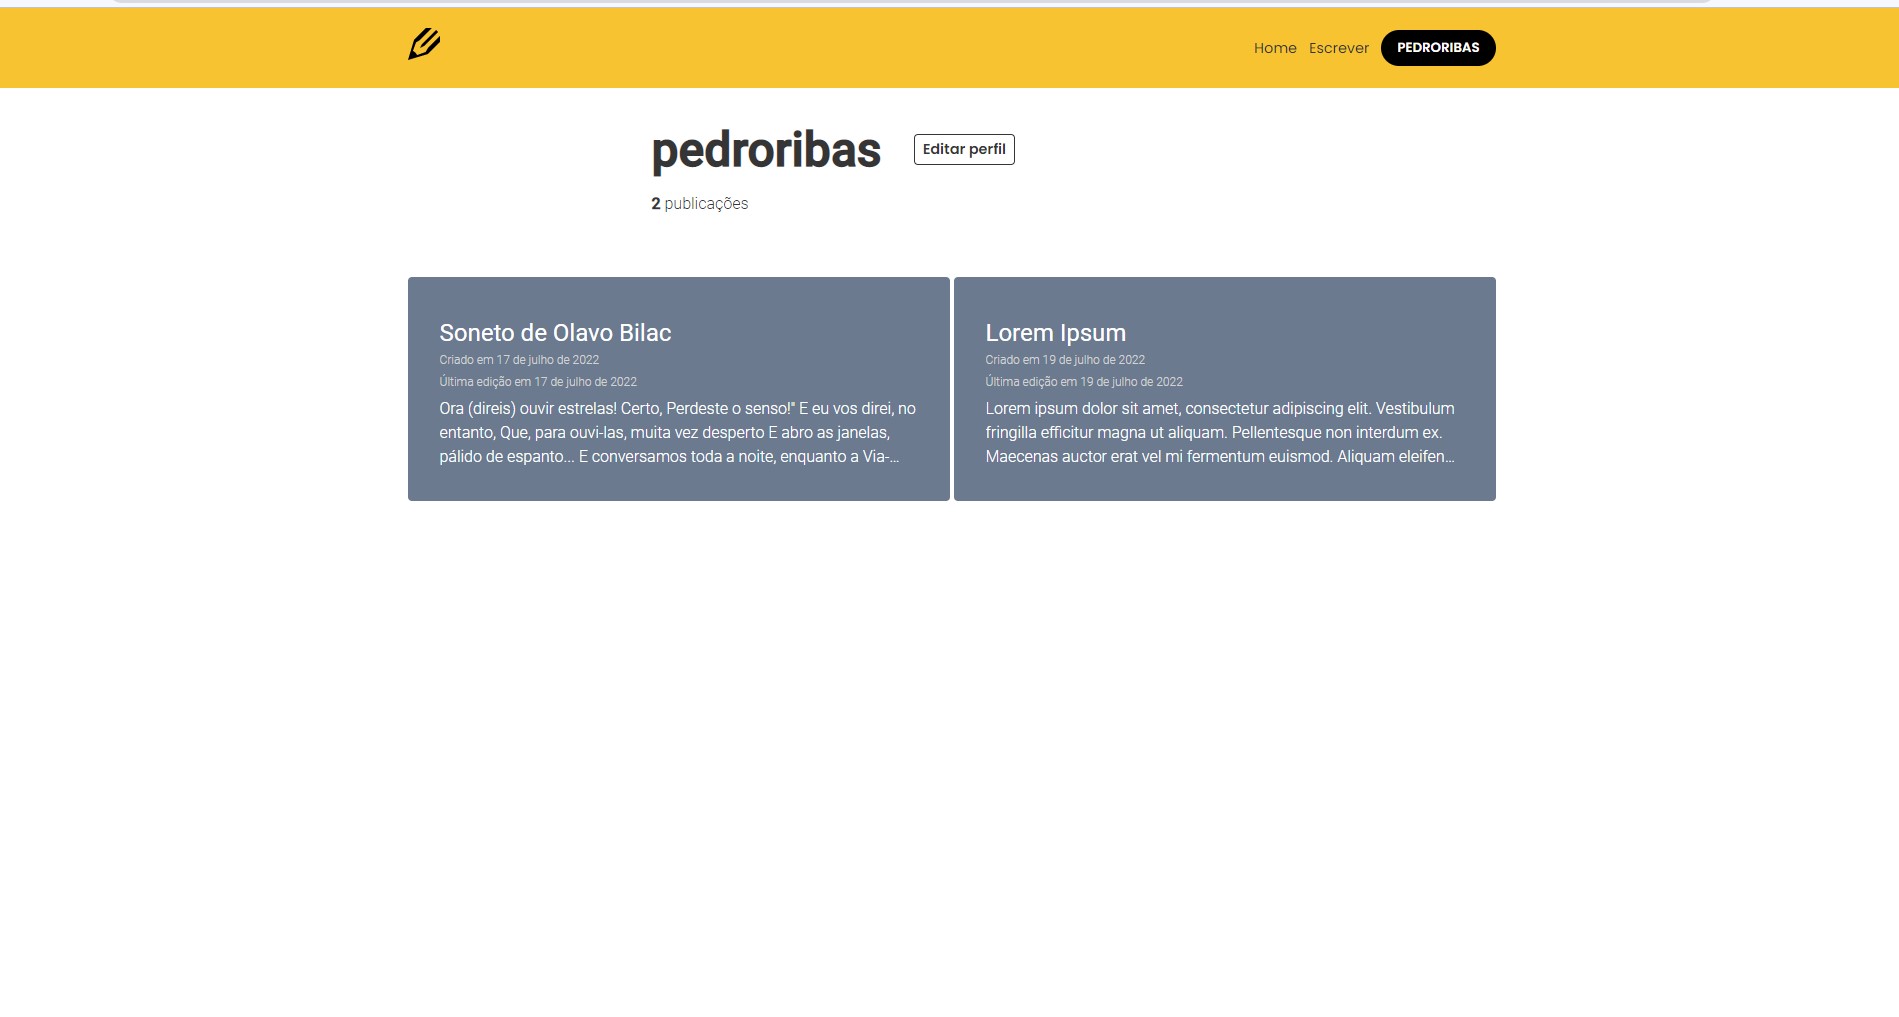 Home Escrever PEDRORIBAS
pedroribas Editar perfil
2 publicações
Soneto de Olavo Bilac
Criado em 17 de julho de 2022
Última edição em 17 de julho de 2022
Ora (direis) ouvir estrelas! Certo, Perdeste o senso!" E eu vos direi, no
entanto, Que, para ouvi-las, muita vez desperto E abro as janelas,
pálido de espanto... E conversamos toda a noite, enquanto a Via-...
Lorem Ipsum
Criado em 19 de julho de 2022
Última edição em 19 de julho de 2022
Lorem ipsum dolor sit amet, consectetur adipiscing elit. Vestibulum
fringilla efficitur magna ut aliquam. Pellentesque non interdum ex.
Maecenas auctor erat vel mi fermentum euismod. Aliquam eleifen...